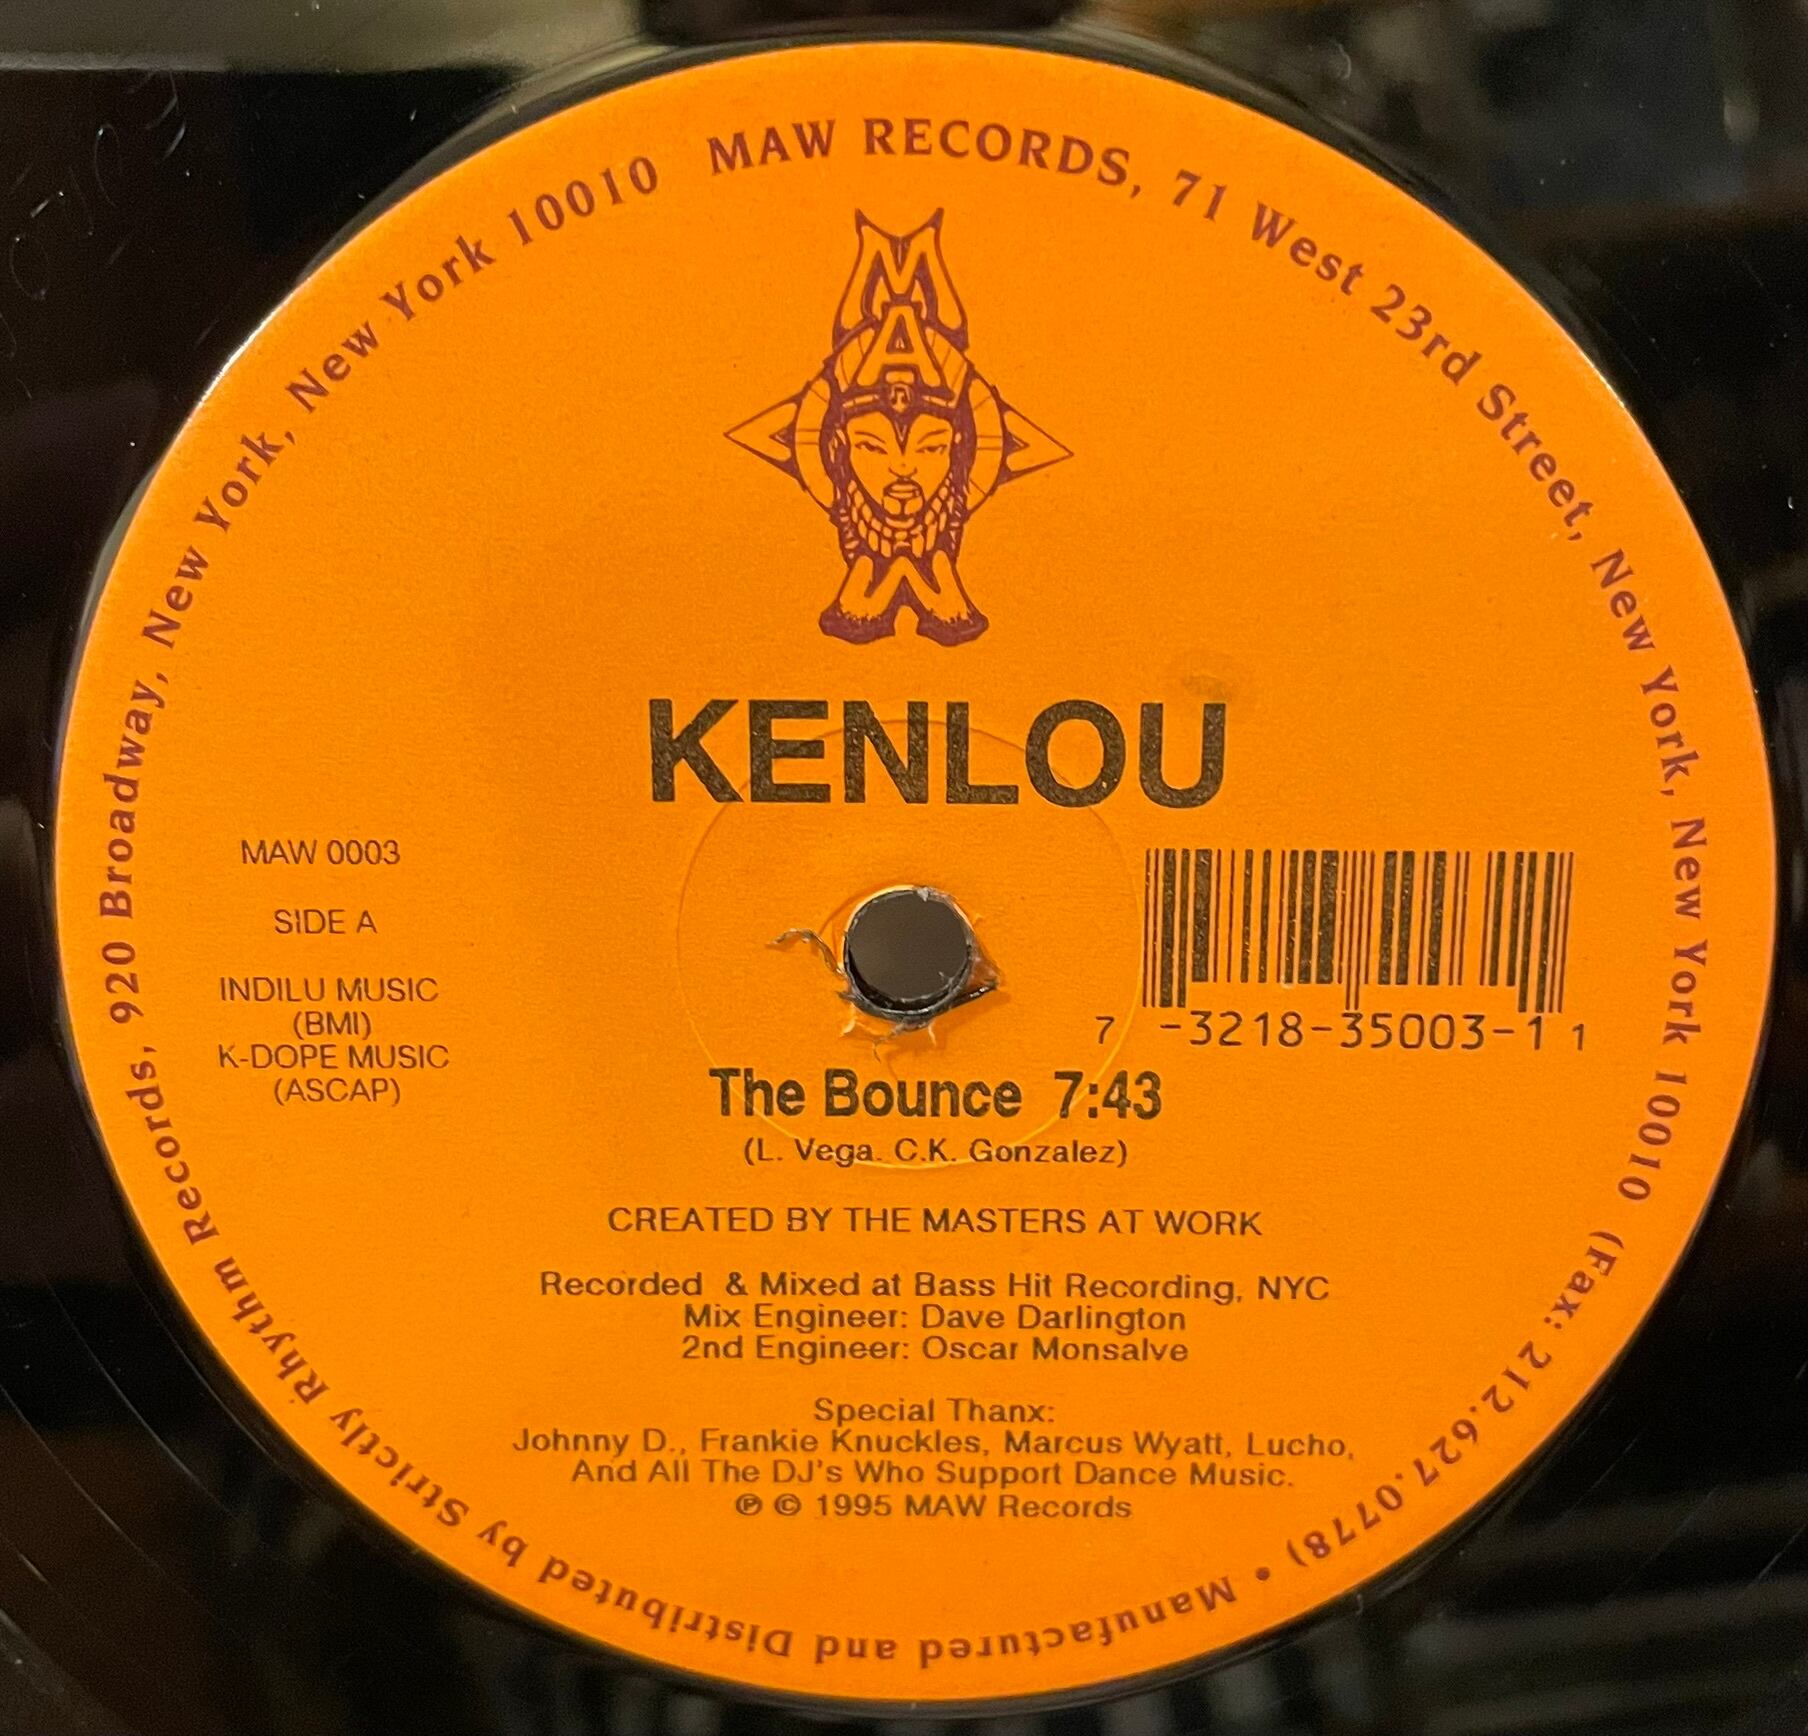 MAW RECORDS, 71 West 23rd Street, New York, New York 10010 (Fax: 212.627.0778) • Manufactured and Distributed by Strictly Rhythm Records, 920 Broadway, New York, New York 10010
MAW
KENLOU
MAW 0003
SIDE A
INDILU MUSIC
(BMI)
K-DOPE MUSIC
(ASCAP)
7 -3218-35003-1 1
The Bounce 7:43
(L. Vega. C.K. Gonzalez)
CREATED BY THE MASTERS AT WORK
Recorded & Mixed at Bass Hit Recording, NYC
Mix Engineer: Dave Darlington
2nd Engineer: Oscar Monsalve
Special Thanx:
Johnny D., Frankie Knuckles, Marcus Wyatt, Lucho,
And All The DJ's Who Support Dance Music.
℗ © 1995 MAW Records